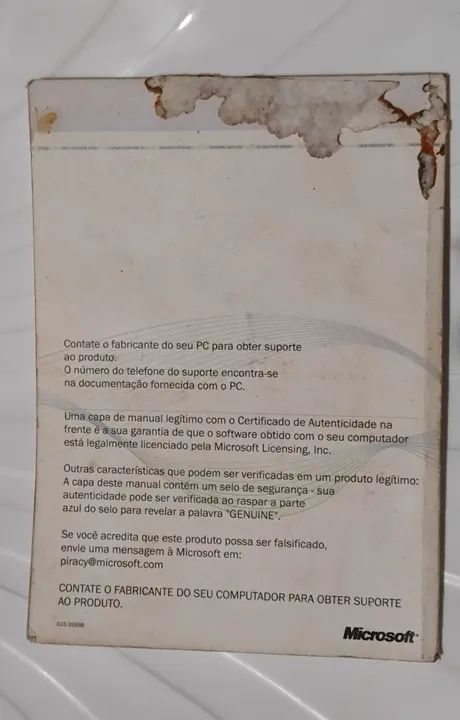 Contate o fabricante do seu PC para obter suporte
ao produto.
O número do telefone do suporte encontra-se
na documentação fornecida com o PC.
Uma capa de manual legítimo com o Certificado de Autenticidade na
frente é a sua garantia de que o software obtido com o seu computador
está legalmente licenciado pela Microsoft Licensing, Inc.
Outras características que podem ser verificadas em um produto legítimo:
A capa deste manual contém um selo de segurança - sua
autenticidade pode ser verificada ao raspar a parte
azul do selo para revelar a palavra "GENUINE".
Se você acredita que este produto possa ser falsificado,
envie uma mensagem à Microsoft em:
piracy@microsoft.com
CONTATE O FABRICANTE DO SEU COMPUTADOR PARA OBTER SUPORTE
AO PRODUTO.
Microsoft